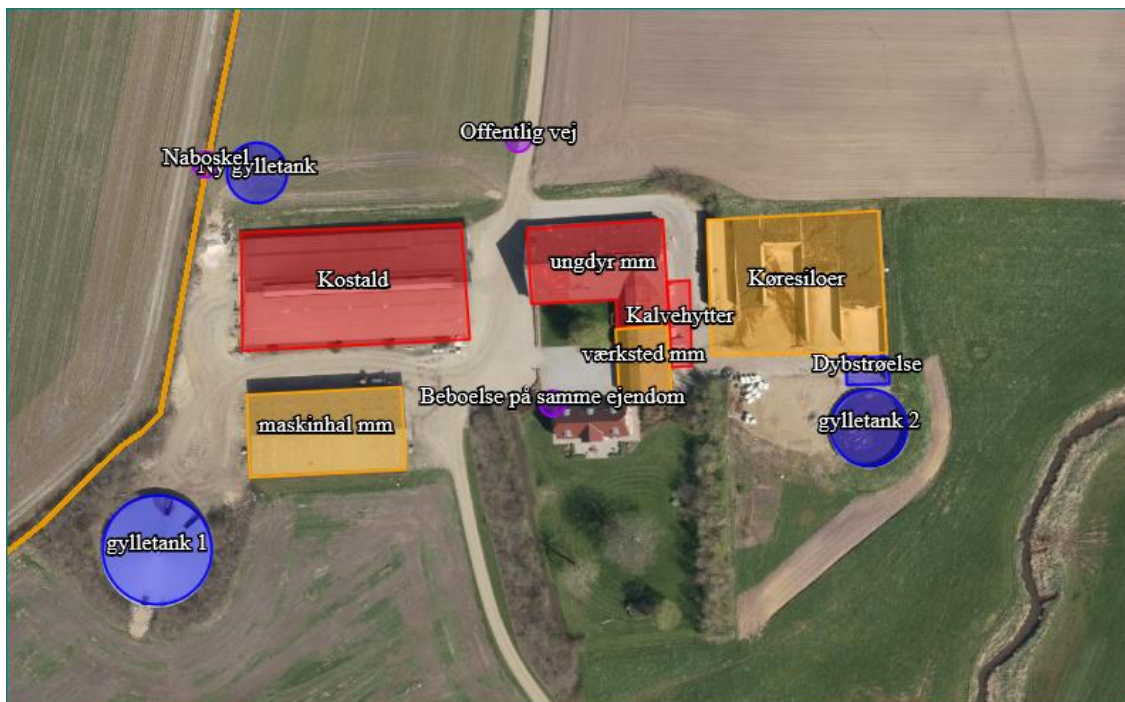 Offentlig vej
Naboskel
Ny gylletank
ungdyr mm
Kostald
Køresiloer
Kalvehytter
værksted mm
Dybstrøelse
Beboelse på samme ejendom
maskinhal mm
gylletank 2
gylletank 1